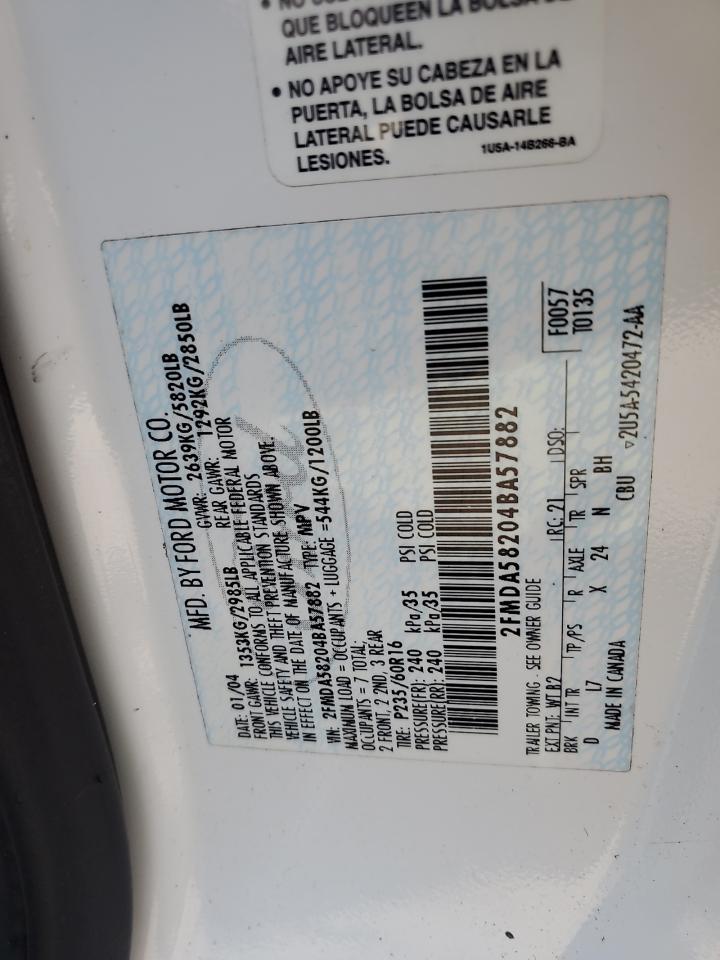 QUE BLOQUEEN LA BOLSA DE
AIRE LATERAL.
• NO APOYE SU CABEZA EN LA
PUERTA, LA BOLSA DE AIRE
LATERAL PUEDE CAUSARLE
LESIONES.
1U5A-14B268-BA
MFD. BY FORD MOTOR CO.
DATE: 01/04 GVWR: 2639KG/5820LB
FRONT GAWR: 1353KG/2985LB REAR GAWR: 1292KG/2850LB
THIS VEHICLE CONFORMS TO ALL APPLICABLE FEDERAL MOTOR
VEHICLE SAFETY AND THEFT PREVENTION STANDARDS
IN EFFECT ON THE DATE OF MANUFACTURE SHOWN ABOVE.
VIN: 2FMDA58204BA57882 TYPE: MPV
MAXIMUM LOAD = OCCUPANTS + LUGGAGE =544KG/1200LB
OCCUPANTS = 7 TOTAL:
2 FRONT, 2 2ND, 3 REAR
TIRE: P235/60R16
PRESSURE(FR): 240 kPa/35 PSI COLD
PRESSURE(RR): 240 kPa/35 PSI COLD
2FMDA58204BA57882
F0057
T0135
TRAILER TOWING - SEE OWNER GUIDE
EXT PNT: WT B2 RC: 21 DSO:
BRK INT TR TP/PS R AXLE TR SPR
D L7 X 24 N BH
MADE IN CANADA CBU ▽2U5A-5420472-AA